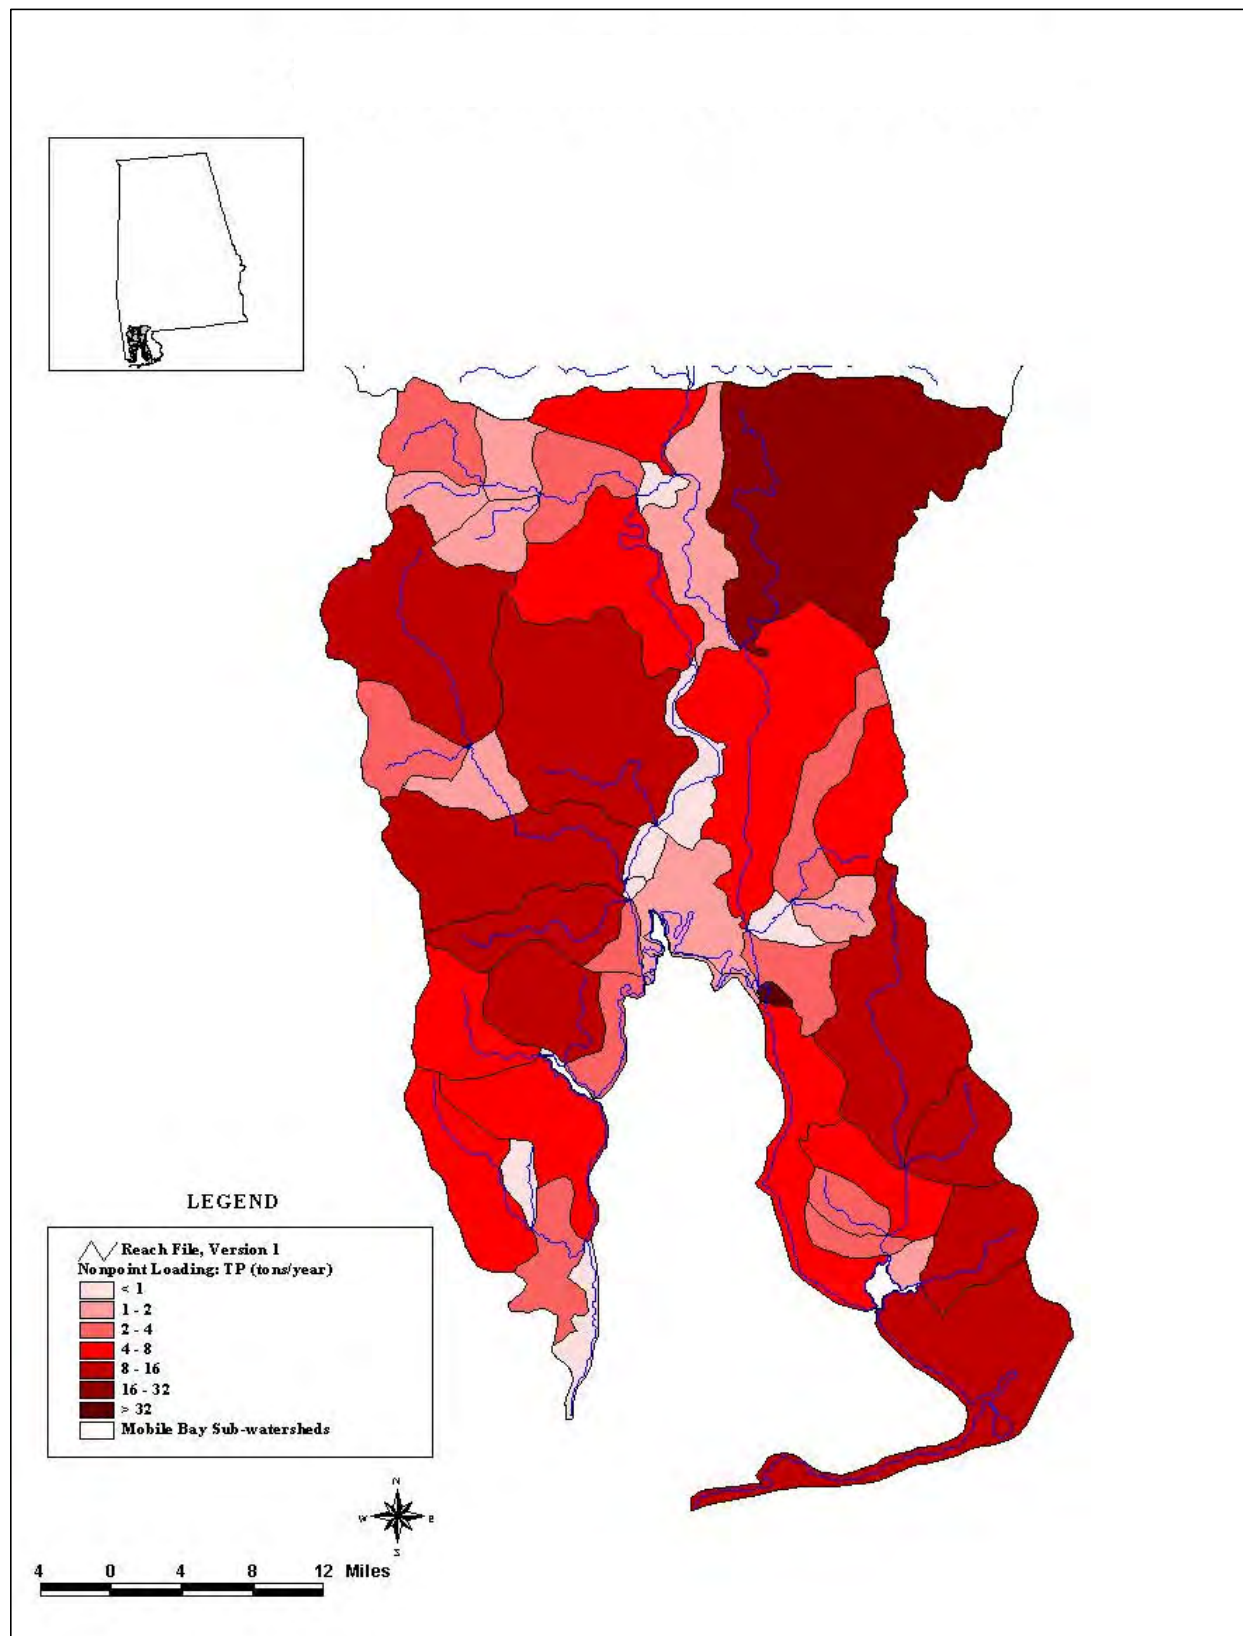 LEGEND
Reach File, Version 1
Nonpoint Loading: TP (tons/year)
< 1
1 - 2
2 - 4
4 - 8
8 - 16
16 - 32
> 32
Mobile Bay Sub-watersheds
N
W E
S
4 0 4 8 12 Miles